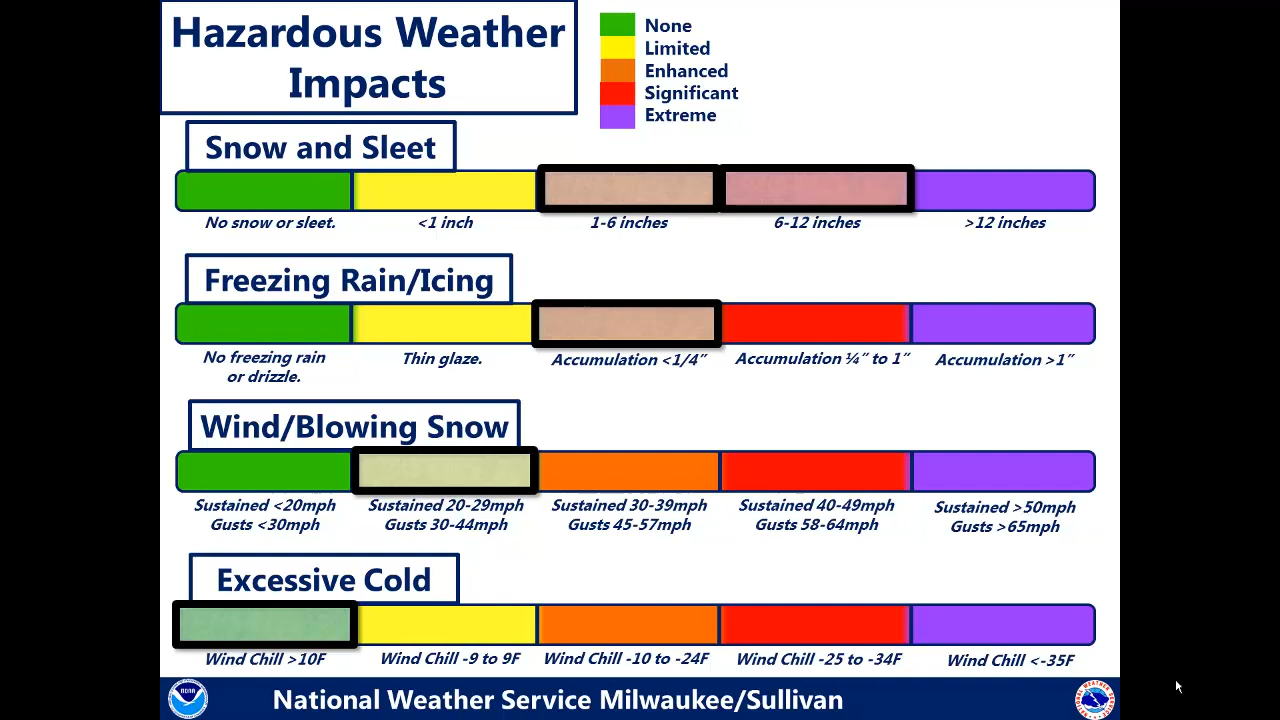 Hazardous Weather
Impacts
None
Limited
Enhanced
Significant
Extreme
Snow and Sleet
No snow or sleet.
<1 inch
1-6 inches
6-12 inches
>12 inches
Freezing Rain/Icing
No freezing rain
or drizzle.
Thin glaze.
Accumulation <1/4”
Accumulation ¼” to 1”
Accumulation >1”
Wind/Blowing Snow
Sustained <20mph
Gusts <30mph
Sustained 20-29mph
Gusts 30-44mph
Sustained 30-39mph
Gusts 45-57mph
Sustained 40-49mph
Gusts 58-64mph
Sustained >50mph
Gusts >65mph
Excessive Cold
Wind Chill >10F
Wind Chill -9 to 9F
Wind Chill -10 to -24F
Wind Chill -25 to -34F
Wind Chill <-35F
NOAA
National Weather Service Milwaukee/Sullivan